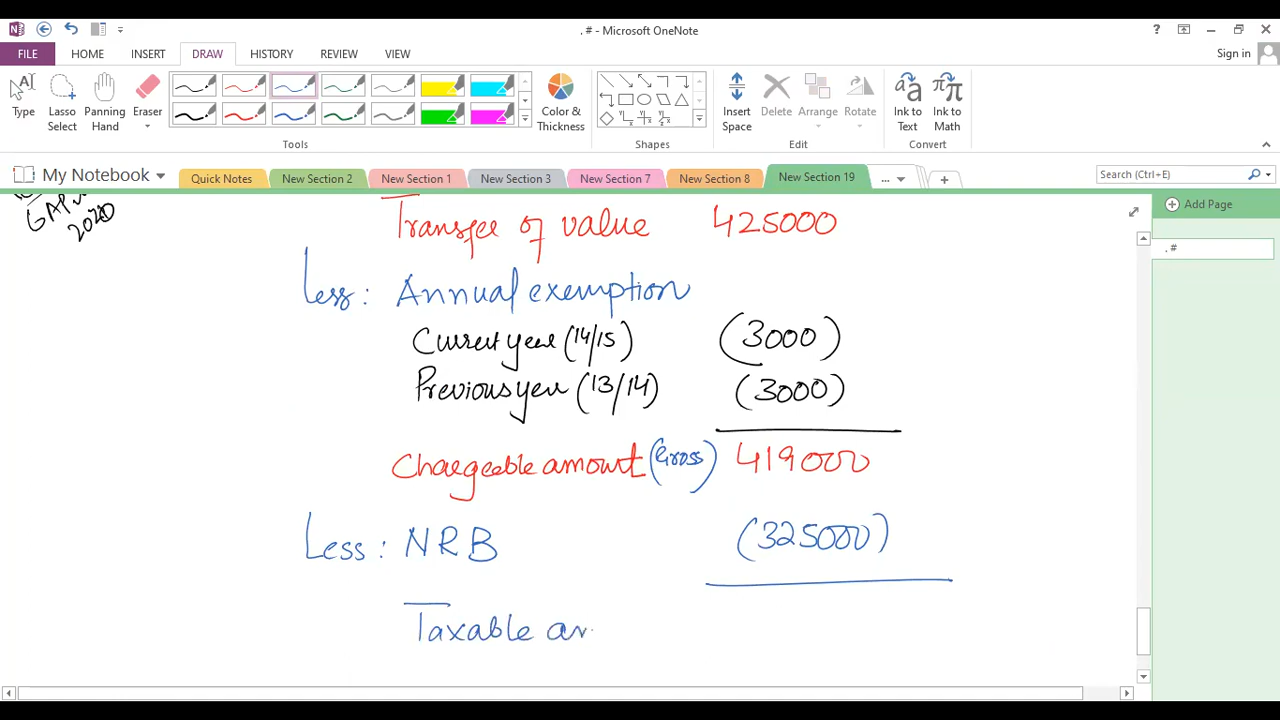 . # - Microsoft OneNote
?
FILE HOME INSERT DRAW HISTORY REVIEW VIEW
Sign in
Type
Lasso Select
Panning Hand
Eraser
Color & Thickness
Insert Space
Delete
Arrange
Rotate
Ink to Text
Ink to Math
Tools
Shapes
Edit
Convert
My Notebook
Quick Notes
New Section 2
New Section 1
New Section 3
New Section 7
New Section 8
New Section 19
...
Search (Ctrl+E)
Add Page
. #
2020
Transfer of value 425000
Less: Annual exemption
Current year (14/15) (3000)
Previous year (13/14) (3000)
Chargeable amount (Gross) 419000
Less: NRB (325000)
Taxable am